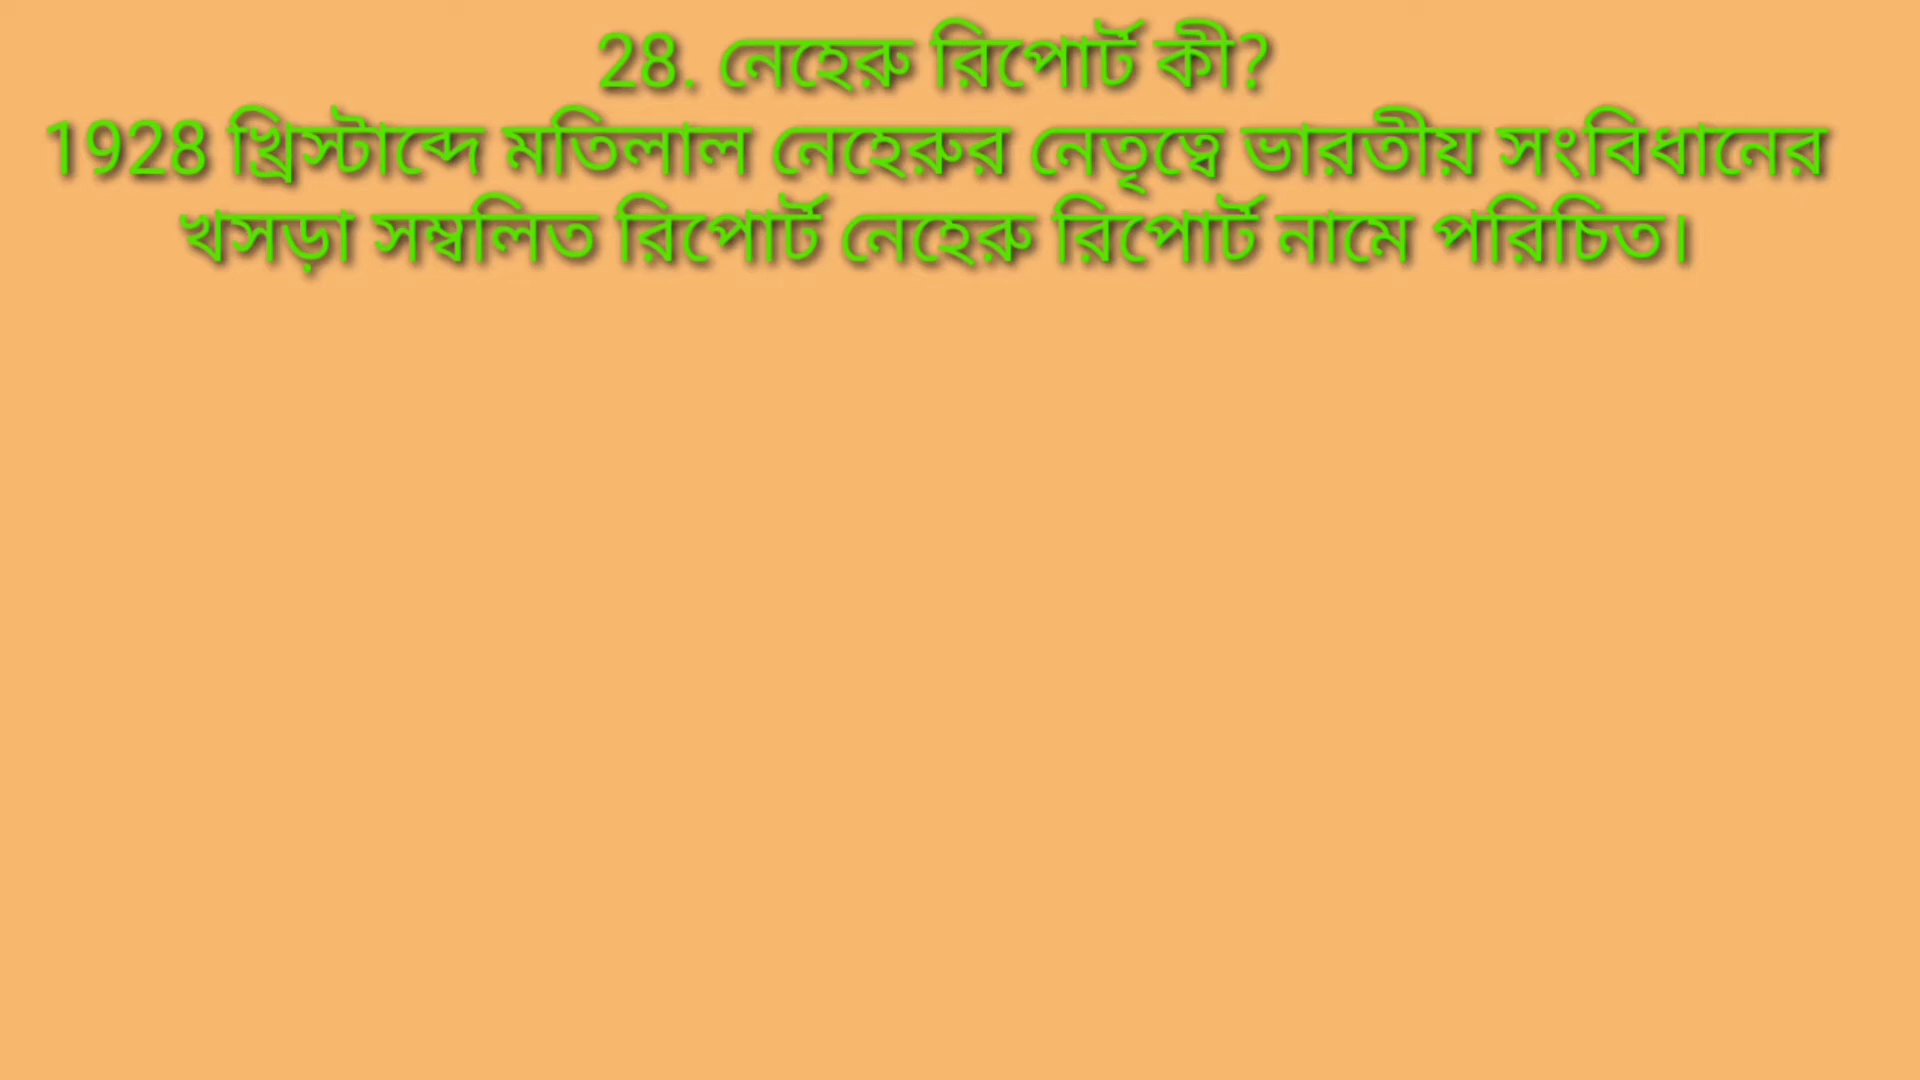 28. নেহেরু রিপোর্ট কী?
1928 খ্রিস্টাব্দে মতিলাল নেহেরুর নেতৃত্বে ভারতীয় সংবিধানের
খসড়া সম্বলিত রিপোর্ট নেহেরু রিপোর্ট নামে পরিচিত।